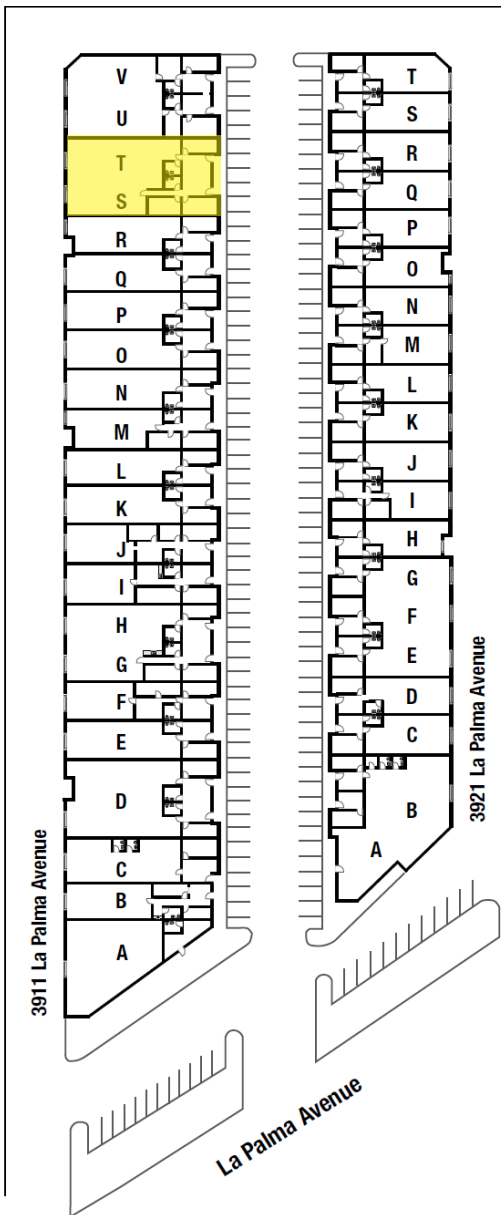 V
U
T
S
R
Q
P
O
N
M
L
K
J
I
H
G
F
E
D
C
B
A
3911 La Palma Avenue
T
S
R
Q
P
O
N
M
L
K
J
I
H
G
F
E
D
C
B
A
3921 La Palma Avenue
La Palma Avenue